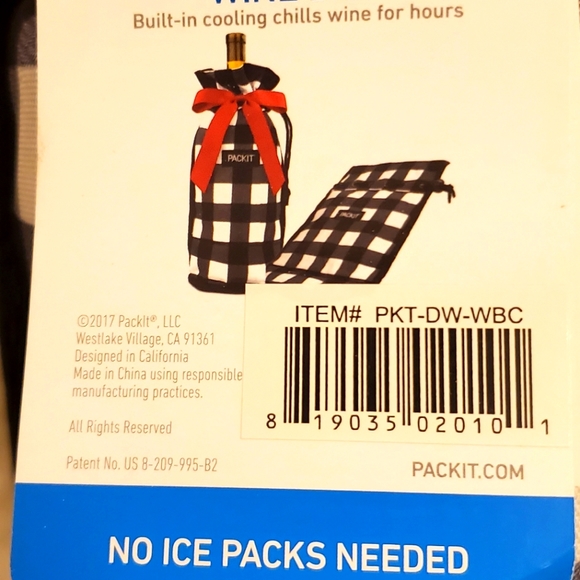 Built-in cooling chills wine for hours
PACKIT
PACKIT
©2017 PackIt®, LLC
Westlake Village, CA 91361
Designed in California
Made in China using responsible
manufacturing practices.
All Rights Reserved
Patent No. US 8-209-995-B2
ITEM# PKT-DW-WBC
8 19035 02010 1
PACKIT.COM
NO ICE PACKS NEEDED